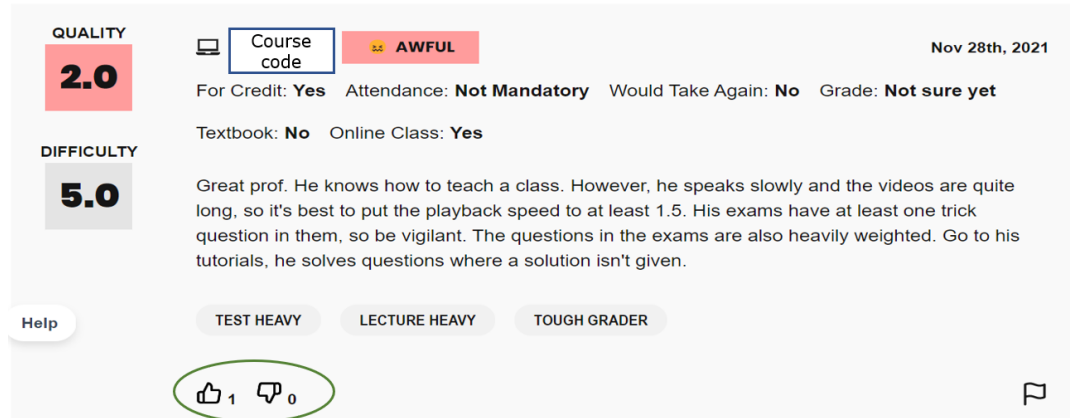 QUALITY
2.0
Course
code
AWFUL
Nov 28th, 2021
For Credit: Yes Attendance: Not Mandatory Would Take Again: No Grade: Not sure yet
Textbook: No Online Class: Yes
DIFFICULTY
5.0
Great prof. He knows how to teach a class. However, he speaks slowly and the videos are quite
long, so it's best to put the playback speed to at least 1.5. His exams have at least one trick
question in them, so be vigilant. The questions in the exams are also heavily weighted. Go to his
tutorials, he solves questions where a solution isn't given.
Help
TEST HEAVY LECTURE HEAVY TOUGH GRADER
1 0